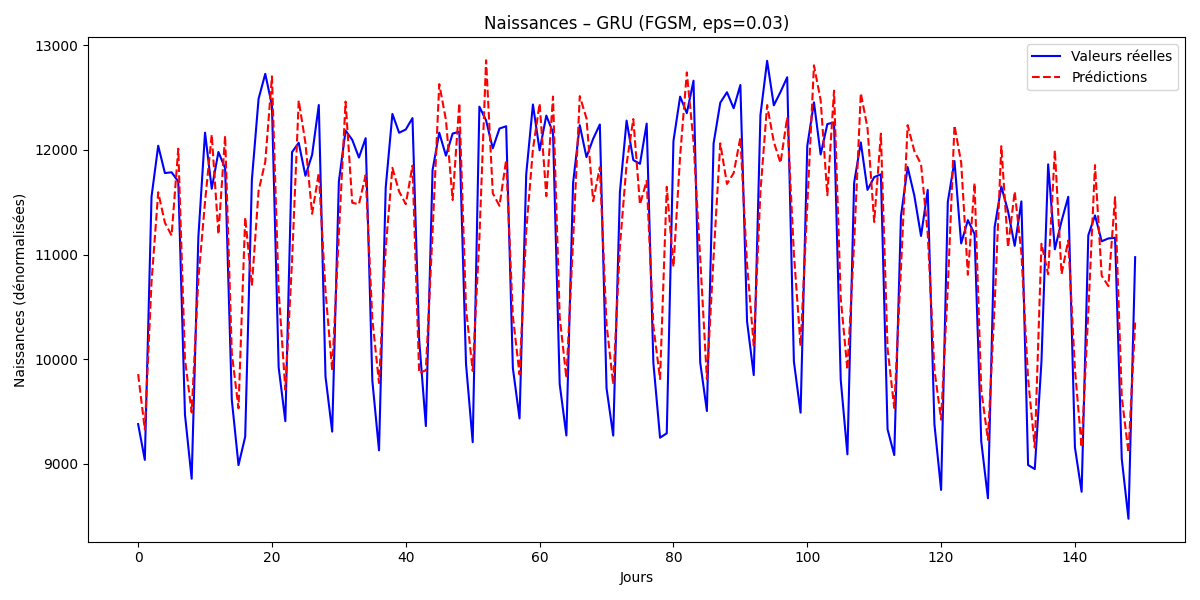 Naissances – GRU (FGSM, eps=0.03)
Valeurs réelles
Prédictions
Naissances (dénormalisées)
13000
12000
11000
10000
9000
0 20 40 60 80 100 120 140
Jours